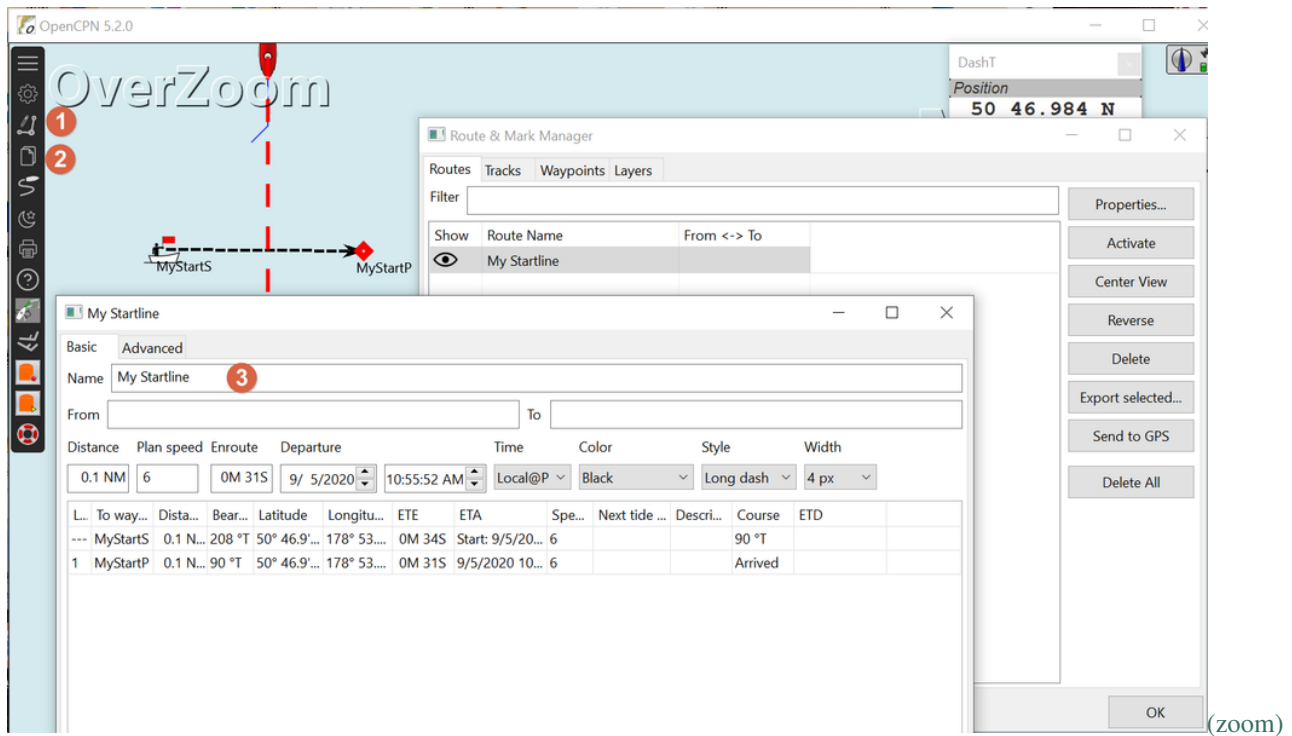 OpenCPN 5.2.0
OverZoom
DashT
Position
50 46.984 N
1
2
MyStartS
MyStartP
Route & Mark Manager
Routes Tracks Waypoints Layers
Filter
Show Route Name From <-> To
My Startline
Properties...
Activate
Center View
Reverse
Delete
Export selected...
Send to GPS
Delete All
OK
My Startline
Basic Advanced
Name My Startline 3
From To
Distance Plan speed Enroute Departure Time Color Style Width
0.1 NM 6 0M 31S 9/ 5/2020 10:55:52 AM Local@P Black Long dash 4 px
L... To way... Dista... Bear... Latitude Longitu... ETE ETA Spe... Next tide ... Descri... Course ETD
--- MyStartS 0.1 N... 208 °T 50° 46.9'... 178° 53.... 0M 34S Start: 9/5/20... 6 90 °T
1 MyStartP 0.1 N... 90 °T 50° 46.9'... 178° 53.... 0M 31S 9/5/2020 10... 6 Arrived
(zoom)